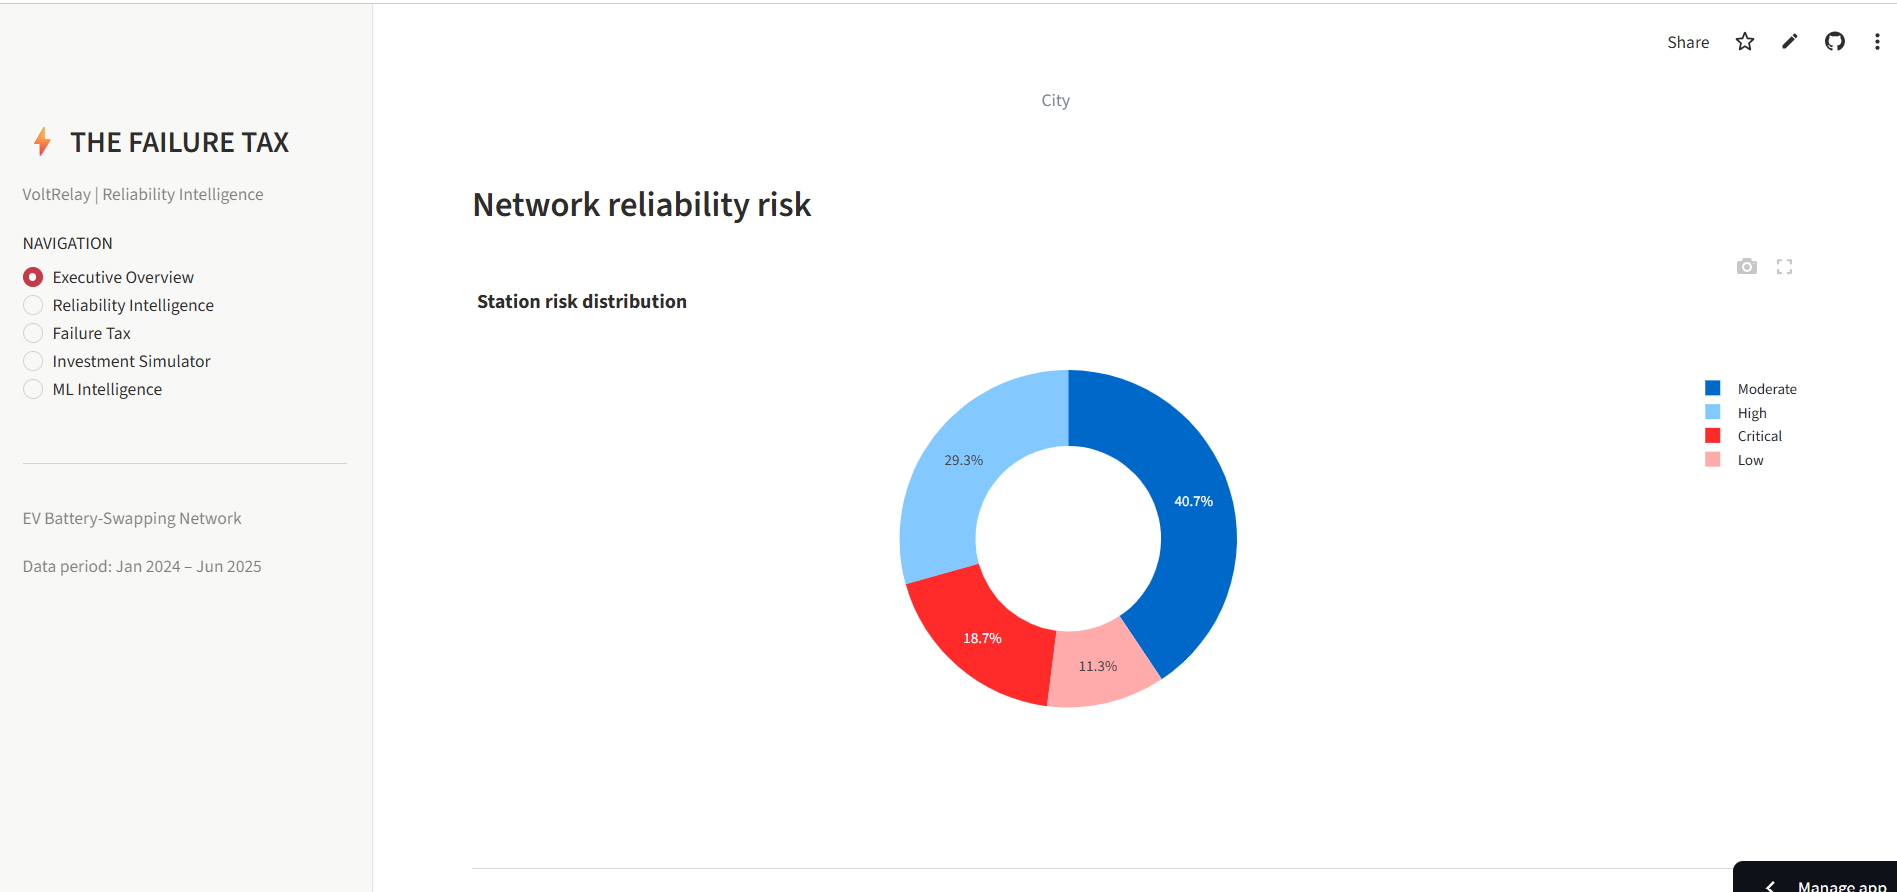 Share
City
THE FAILURE TAX
VoltRelay | Reliability Intelligence
NAVIGATION
Executive Overview
Reliability Intelligence
Failure Tax
Investment Simulator
ML Intelligence
EV Battery-Swapping Network
Data period: Jan 2024 – Jun 2025
Network reliability risk
Station risk distribution
29.3%
40.7%
18.7%
11.3%
Moderate
High
Critical
Low
Manage app